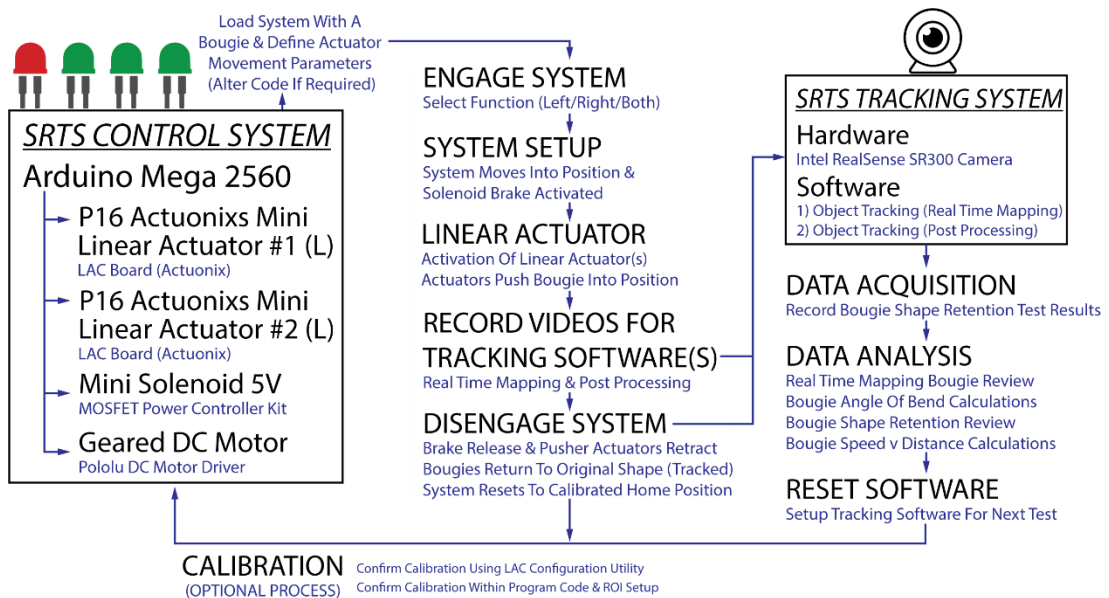 Load System With A
Bougie & Define Actuator
Movement Parameters
(Alter Code If Required)
SRTS CONTROL SYSTEM
Arduino Mega 2560
P16 Actuonixs Mini
Linear Actuator #1 (L)
LAC Board (Actuonix)
P16 Actuonixs Mini
Linear Actuator #2 (L)
LAC Board (Actuonix)
Mini Solenoid 5V
MOSFET Power Controller Kit
Geared DC Motor
Pololu DC Motor Driver
ENGAGE SYSTEM
Select Function (Left/Right/Both)
SYSTEM SETUP
System Moves Into Position &
Solenoid Brake Activated
LINEAR ACTUATOR
Activation Of Linear Actuator(s)
Actuators Push Bougie Into Position
RECORD VIDEOS FOR
TRACKING SOFTWARE(S)
Real Time Mapping & Post Processing
DISENGAGE SYSTEM
Brake Release & Pusher Actuators Retract
Bougies Return To Original Shape (Tracked)
System Resets To Calibrated Home Position
SRTS TRACKING SYSTEM
Hardware
Intel RealSense SR300 Camera
Software
1) Object Tracking (Real Time Mapping)
2) Object Tracking (Post Processing)
DATA ACQUISITION
Record Bougie Shape Retention Test Results
DATA ANALYSIS
Real Time Mapping Bougie Review
Bougie Angle Of Bend Calculations
Bougie Shape Retention Review
Bougie Speed v Distance Calculations
RESET SOFTWARE
Setup Tracking Software For Next Test
CALIBRATION
(OPTIONAL PROCESS)
Confirm Calibration Using LAC Configuration Utility
Confirm Calibration Within Program Code & ROI Setup